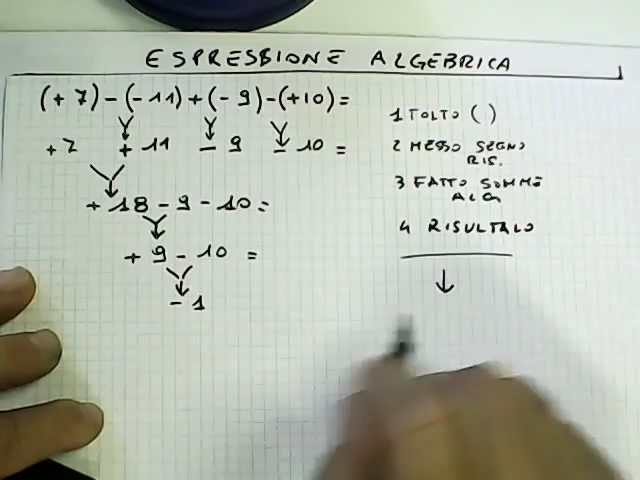 ESPRESSIONE ALGEBRICA
(+ 7) - (- 11) + (- 9) - (+10) =
+7 + 11 - 9 - 10 =
+ 18 - 9 - 10 =
+ 9 - 10 =
- 1
1 TOLTO ( )
2 MESSO SEGNO
RIS.
3 FATTO SOMME
ALG
4 RISULTATO